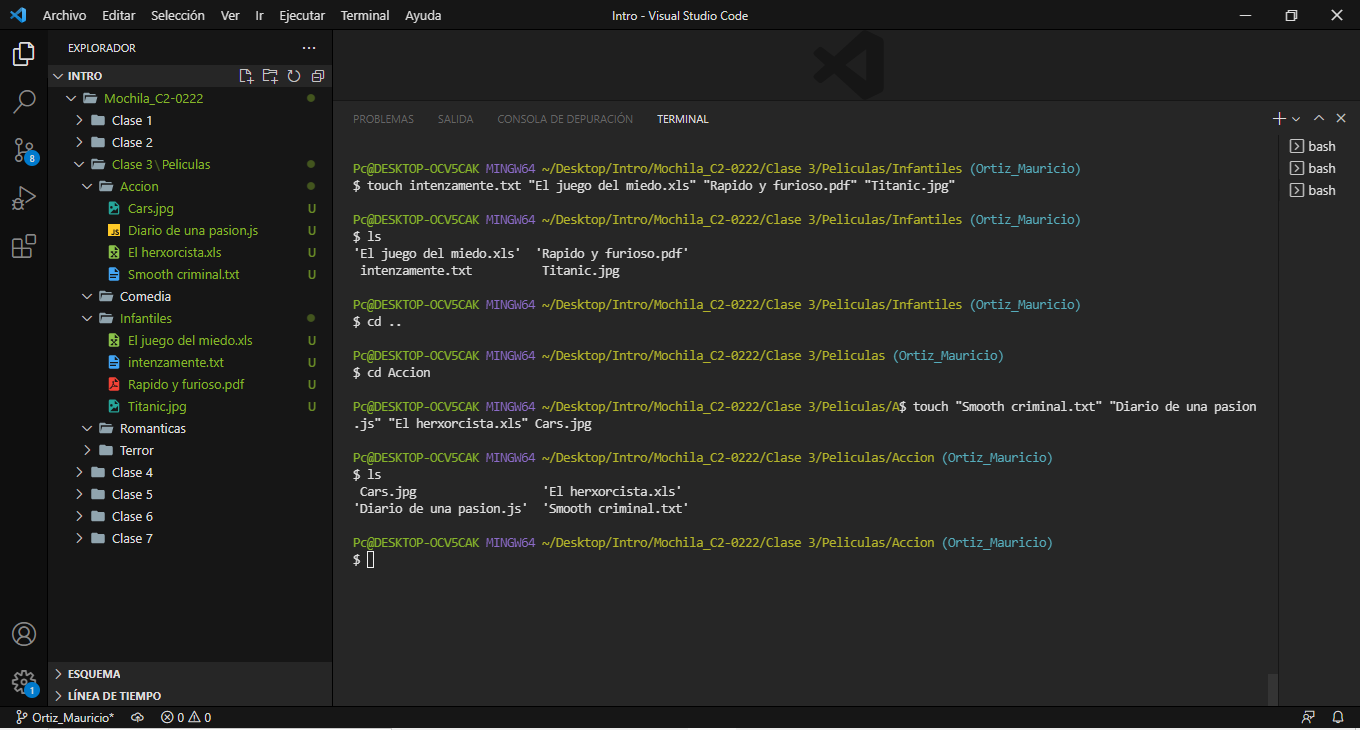 Archivo Editar Selección Ver Ir Ejecutar Terminal Ayuda
Intro - Visual Studio Code
EXPLORADOR
INTRO
Mochila_C2-0222
Clase 1
Clase 2
Clase 3 \ Peliculas
Accion
Cars.jpg U
JS Diario de una pasion.js U
El herxorcista.xls U
Smooth criminal.txt U
Comedia
Infantiles
El juego del miedo.xls U
intenzamente.txt U
Rapido y furioso.pdf U
Titanic.jpg U
Romanticas
Terror
Clase 4
Clase 5
Clase 6
Clase 7
ESQUEMA
LÍNEA DE TIEMPO
8
1
PROBLEMAS SALIDA CONSOLA DE DEPURACIÓN TERMINAL
Pc@DESKTOP-OCV5CAK MINGW64 ~/Desktop/Intro/Mochila_C2-0222/Clase 3/Peliculas/Infantiles (Ortiz_Mauricio)
$ touch intenzamente.txt "El juego del miedo.xls" "Rapido y furioso.pdf" "Titanic.jpg"
Pc@DESKTOP-OCV5CAK MINGW64 ~/Desktop/Intro/Mochila_C2-0222/Clase 3/Peliculas/Infantiles (Ortiz_Mauricio)
$ ls
'El juego del miedo.xls' 'Rapido y furioso.pdf'
intenzamente.txt Titanic.jpg
Pc@DESKTOP-OCV5CAK MINGW64 ~/Desktop/Intro/Mochila_C2-0222/Clase 3/Peliculas/Infantiles (Ortiz_Mauricio)
$ cd ..
Pc@DESKTOP-OCV5CAK MINGW64 ~/Desktop/Intro/Mochila_C2-0222/Clase 3/Peliculas (Ortiz_Mauricio)
$ cd Accion
Pc@DESKTOP-OCV5CAK MINGW64 ~/Desktop/Intro/Mochila_C2-0222/Clase 3/Peliculas/A$ touch "Smooth criminal.txt" "Diario de una pasion
.js" "El herxorcista.xls" Cars.jpg
Pc@DESKTOP-OCV5CAK MINGW64 ~/Desktop/Intro/Mochila_C2-0222/Clase 3/Peliculas/Accion (Ortiz_Mauricio)
$ ls
Cars.jpg 'El herxorcista.xls'
'Diario de una pasion.js' 'Smooth criminal.txt'
Pc@DESKTOP-OCV5CAK MINGW64 ~/Desktop/Intro/Mochila_C2-0222/Clase 3/Peliculas/Accion (Ortiz_Mauricio)
$
bash
bash
bash
Ortiz_Mauricio* 0 0